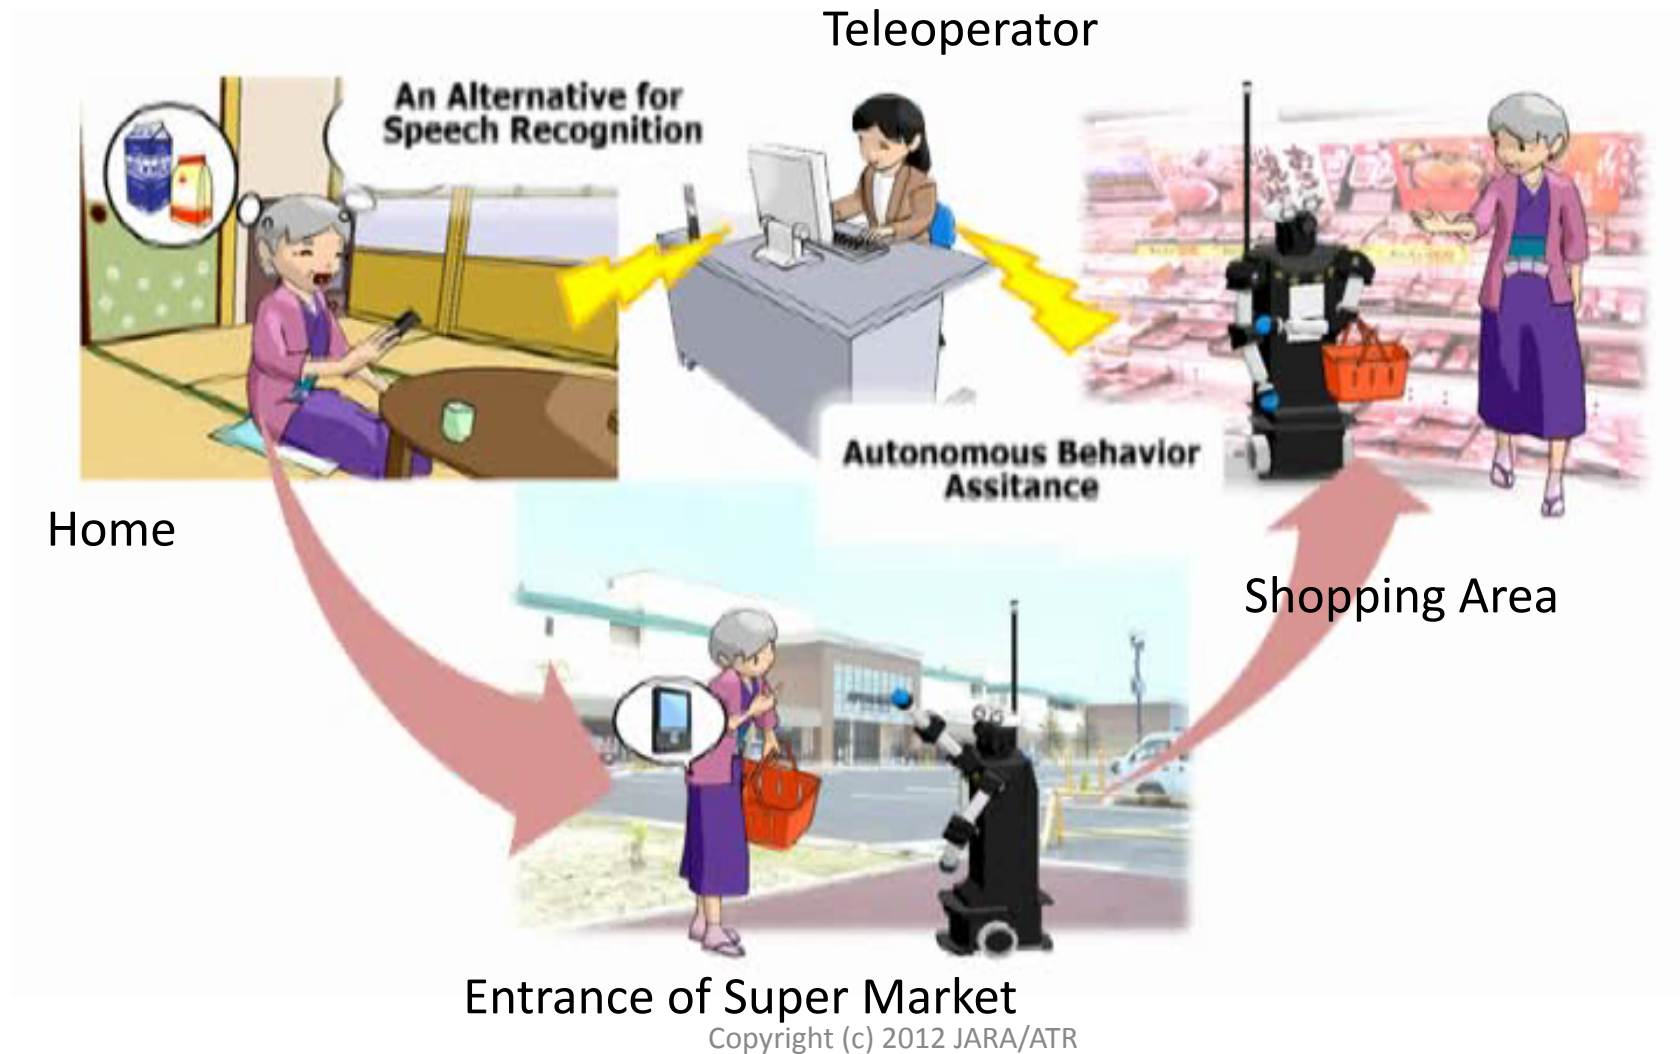 Teleoperator
An Alternative for
Speech Recognition
Autonomous Behavior
Assitance
Home
Shopping Area
Entrance of Super Market
Copyright (c) 2012 JARA/ATR